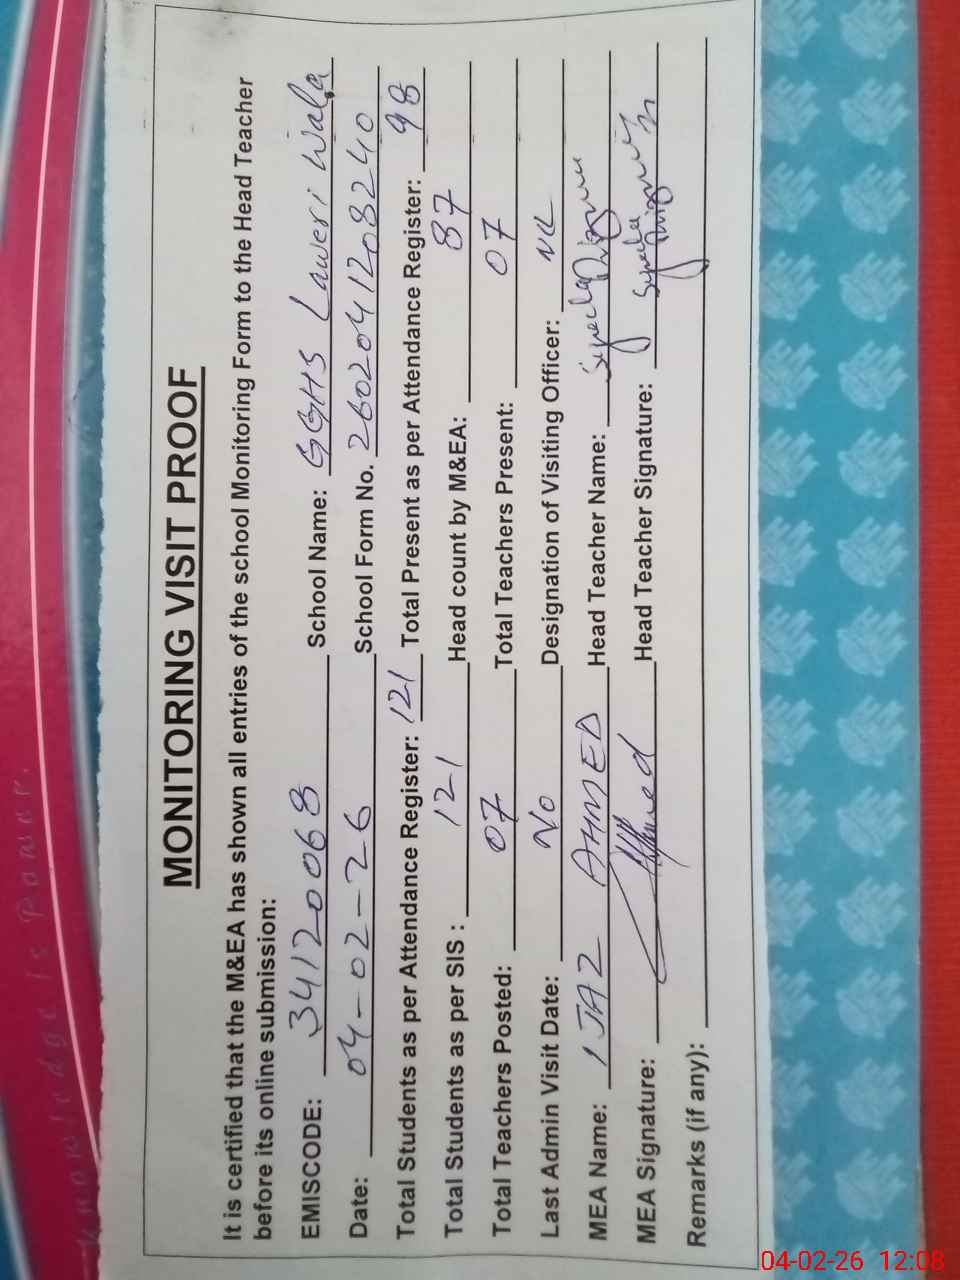 MONITORING VISIT PROOF
It is certified that the M&EA has shown all entries of the school Monitoring Form to the Head Teacher
before its online submission:
EMISCODE: 34120068 School Name: GGHS Laweri Wala
Date: 04-02-26 School Form No. 2602041208240
Total Students as per Attendance Register: 121 Total Present as per Attendance Register: 98
Total Students as per SIS : 121 Head count by M&EA: 87
Total Teachers Posted: 07 Total Teachers Present: 07
Last Admin Visit Date: No Designation of Visiting Officer: NIL
MEA Name: IJAZ AHMED Head Teacher Name:
MEA Signature: Ahmed Head Teacher Signature:
Remarks (if any):
Knowledge is Power.
04-02-26 12:08